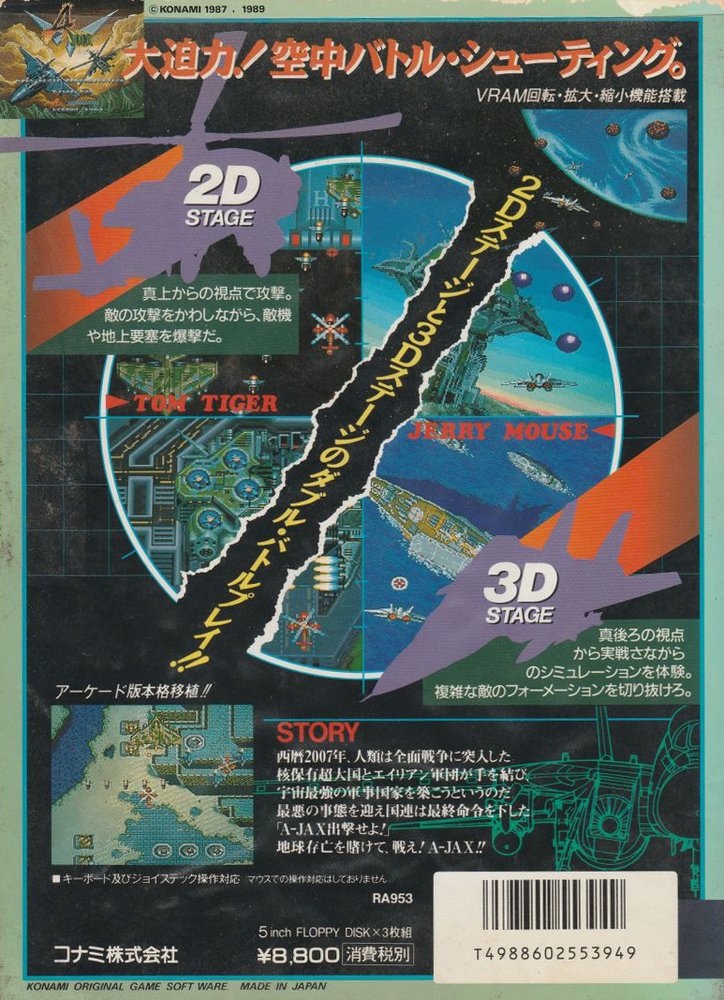 ©KONAMI 1987, 1989
大迫力!空中バトル・シューティング。
VRAM回転・拡大・縮小機能搭載
2D
STAGE
真上からの視点で攻撃。
敵の攻撃をかわしながら、敵機
や地上要塞を爆撃だ。
2Dステージと3Dステージのダブル・バトルプレイ!!
TOM TIGER
JERRY MOUSE
3D
STAGE
真後ろの視点
から実戦さながら
のシミュレーションを体験。
複雑な敵のフォーメーションを切り抜けろ。
アーケード版本格移植!!
STORY
西暦2007年、人類は全面戦争に突入した
核保有超大国とエイリアン軍団が手を結び
宇宙最強の軍事国家を築こうというのだ
最悪の事態を迎え国連は最終命令を下した
「A-JAX出撃せよ!」
地球存亡を賭けて、戦え!A-JAX!!
■キーボード及びジョイステック操作対応 マウスでの操作対応はしておりません
RA953
5 inch FLOPPY DISK×3枚組
コナミ株式会社
¥8,800 消費税別
T4988602553949
KONAMI ORIGINAL GAME SOFT WARE. MADE IN JAPAN